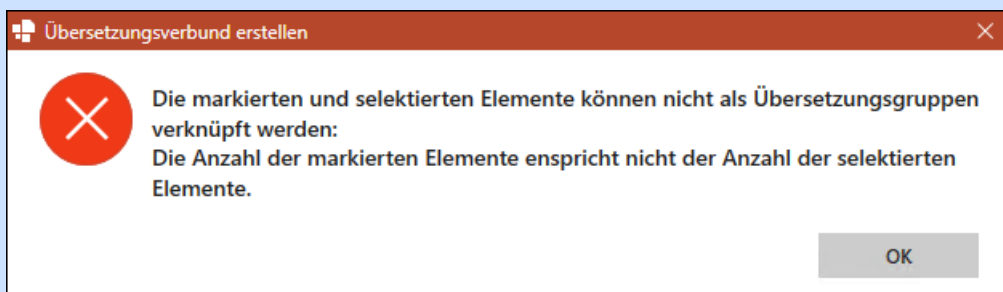 Übersetzungsverbund erstellen
Die markierten und selektierten Elemente können nicht als Übersetzungsgruppen
verknüpft werden:
Die Anzahl der markierten Elemente enspricht nicht der Anzahl der selektierten
Elemente.
OK